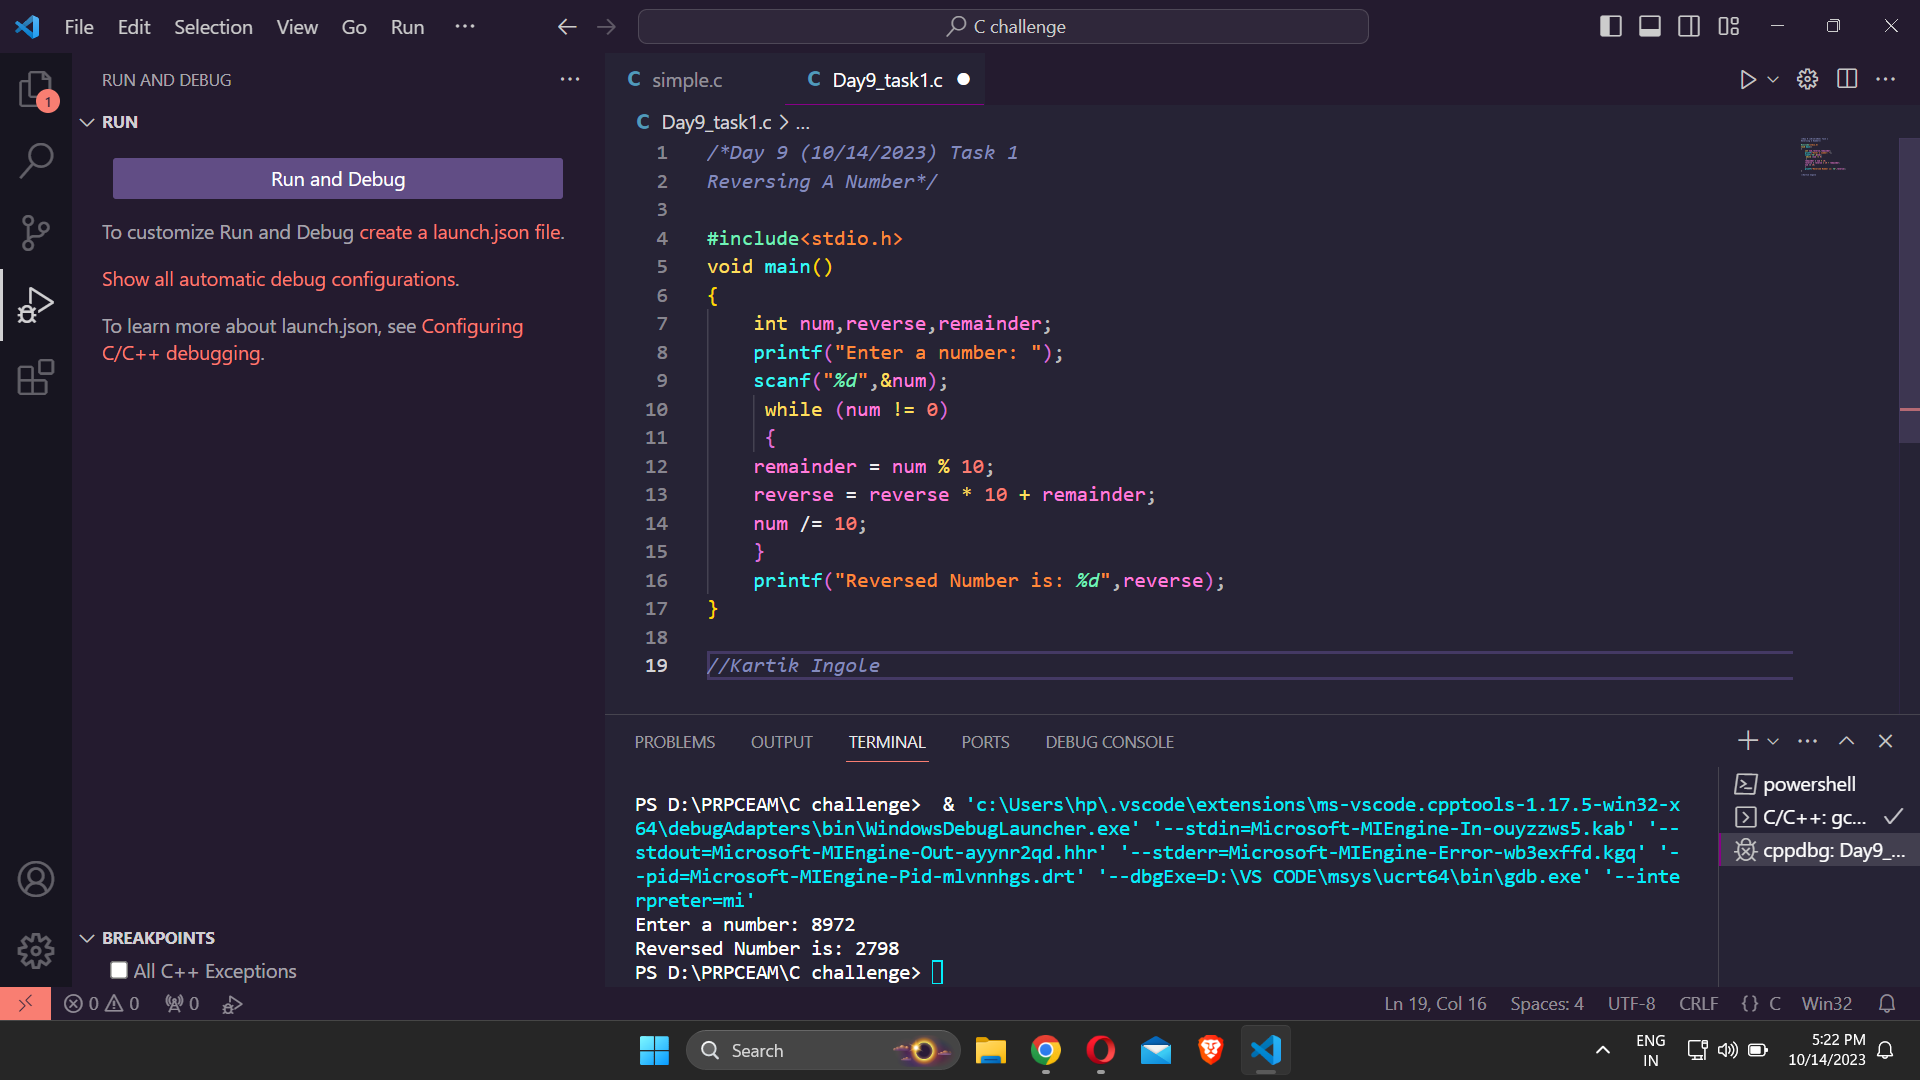 File Edit Selection View Go Run ...
C challenge
RUN AND DEBUG
RUN
Run and Debug
To customize Run and Debug create a launch.json file.
Show all automatic debug configurations.
To learn more about launch.json, see Configuring
C/C++ debugging.
BREAKPOINTS
All C++ Exceptions
1
C simple.c
C Day9_task1.c
C Day9_task1.c > ...
1 /*Day 9 (10/14/2023) Task 1
2 Reversing A Number*/
3
4 #include<stdio.h>
5 void main()
6 {
7 int num,reverse,remainder;
8 printf("Enter a number: ");
9 scanf("%d",&num);
10 while (num != 0)
11 {
12 remainder = num % 10;
13 reverse = reverse * 10 + remainder;
14 num /= 10;
15 }
16 printf("Reversed Number is: %d",reverse);
17 }
18
19 //Kartik Ingole
PROBLEMS OUTPUT TERMINAL PORTS DEBUG CONSOLE
PS D:\PRPCEAM\C challenge>  & 'c:\Users\hp\.vscode\extensions\ms-vscode.cpptools-1.17.5-win32-x
64\debugAdapters\bin\WindowsDebugLauncher.exe' '--stdin=Microsoft-MIEngine-In-ouyzzws5.kab' '--
stdout=Microsoft-MIEngine-Out-ayynr2qd.hhr' '--stderr=Microsoft-MIEngine-Error-wb3exffd.kgq' '-
-pid=Microsoft-MIEngine-Pid-mlvnnhgs.drt' '--dbgExe=D:\VS CODE\msys\ucrt64\bin\gdb.exe' '--inte
rpreter=mi'
Enter a number: 8972
Reversed Number is: 2798
PS D:\PRPCEAM\C challenge>
powershell
C/C++: gc...
cppdbg: Day9_...
0 0 0
Ln 19, Col 16 Spaces: 4 UTF-8 CRLF {} C Win32
Search
ENG
IN
5:22 PM
10/14/2023